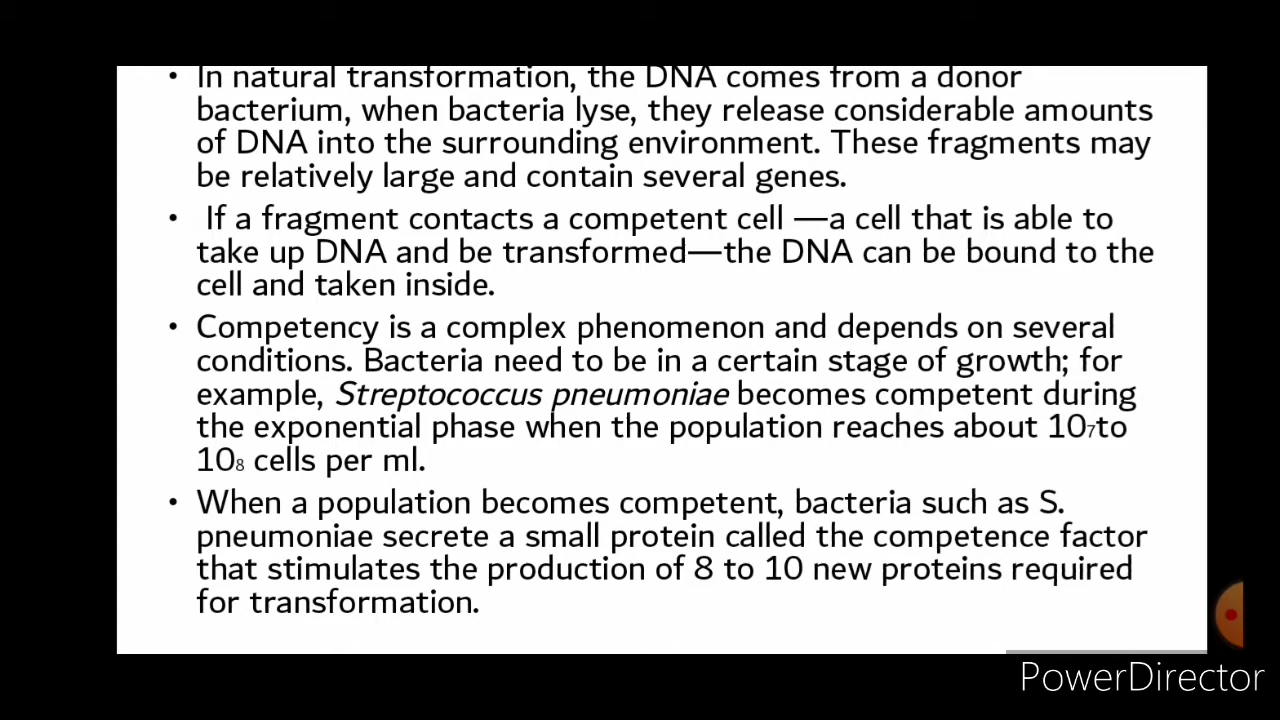 • In natural transformation, the DNA comes from a donor
bacterium, when bacteria lyse, they release considerable amounts
of DNA into the surrounding environment. These fragments may
be relatively large and contain several genes.
• If a fragment contacts a competent cell —a cell that is able to
take up DNA and be transformed—the DNA can be bound to the
cell and taken inside.
• Competency is a complex phenomenon and depends on several
conditions. Bacteria need to be in a certain stage of growth; for
example, Streptococcus pneumoniae becomes competent during
the exponential phase when the population reaches about 10₇to
10₈ cells per ml.
• When a population becomes competent, bacteria such as S.
pneumoniae secrete a small protein called the competence factor
that stimulates the production of 8 to 10 new proteins required
for transformation.
PowerDirector